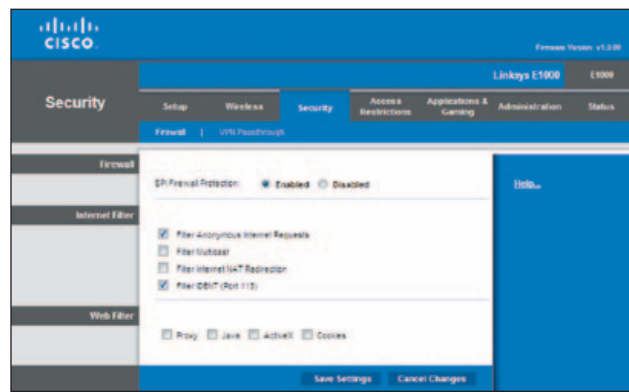 CISCO
Firmware Version: v1.0.00
Linksys E1000 E1000
Security
Setup Wireless Security Access Restrictions Applications & Gaming Administration Status
Firewall | VPN Passthrough
Firewall
SPI Firewall Protection: Enabled Disabled
Help...
Internet Filter
Filter Anonymous Internet Requests
Filter Multicast
Filter Internet NAT Redirection
Filter IDENT (Port 113)
Web Filter
Proxy Java ActiveX Cookies
Save Settings Cancel Changes